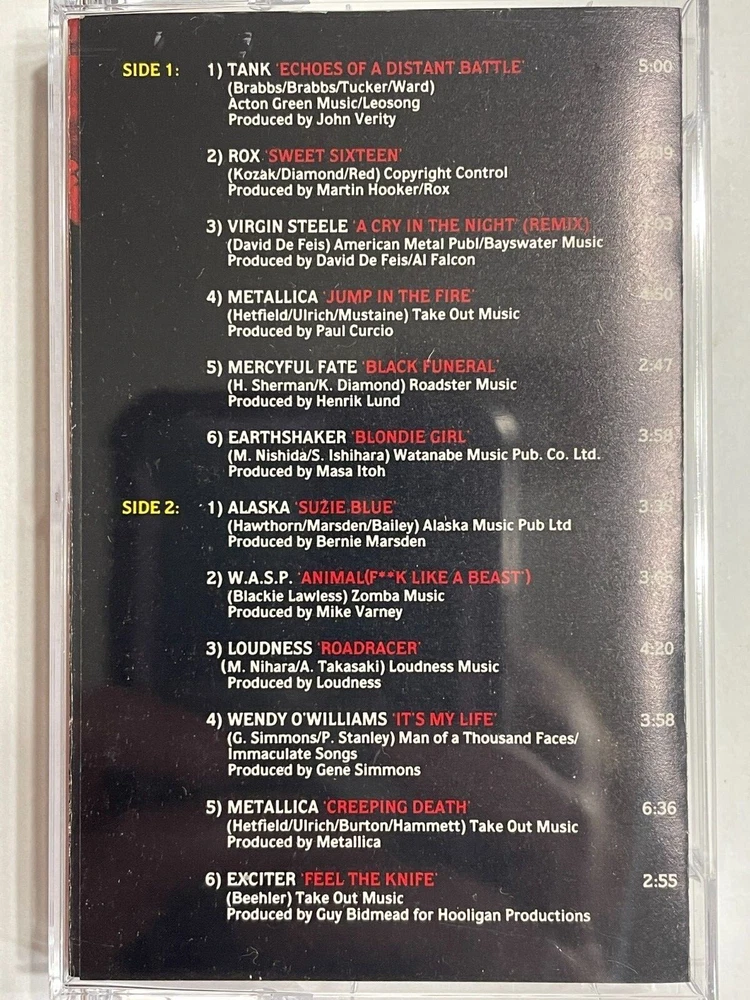 SIDE 1: 1) TANK 'ECHOES OF A DISTANT BATTLE' 5:00
(Brabbs/Brabbs/Tucker/Ward)
Acton Green Music/Leosong
Produced by John Verity
2) ROX 'SWEET SIXTEEN'
(Kozak/Diamond/Red) Copyright Control
Produced by Martin Hooker/Rox
3) VIRGIN STEELE 'A CRY IN THE NIGHT' (REMIX)
(David De Feis) American Metal Publ/Bayswater Music
Produced by David De Feis/Al Falcon
4) METALLICA 'JUMP IN THE FIRE'
(Hetfield/Ulrich/Mustaine) Take Out Music
Produced by Paul Curcio
5) MERCYFUL FATE 'BLACK FUNERAL' 2:47
(H. Sherman/K. Diamond) Roadster Music
Produced by Henrik Lund
6) EARTHSHAKER 'BLONDIE GIRL' 3:58
(M. Nishida/S. Ishihara) Watanabe Music Pub. Co. Ltd.
Produced by Masa Itoh
SIDE 2: 1) ALASKA 'SUZIE BLUE'
(Hawthorn/Marsden/Bailey) Alaska Music Pub Ltd
Produced by Bernie Marsden
2) W.A.S.P. 'ANIMAL(F**K LIKE A BEAST')
(Blackie Lawless) Zomba Music
Produced by Mike Varney
3) LOUDNESS 'ROADRACER' 4:20
(M. Nihara/A. Takasaki) Loudness Music
Produced by Loudness
4) WENDY O'WILLIAMS 'IT'S MY LIFE' 3:58
(G. Simmons/P. Stanley) Man of a Thousand Faces/
Immaculate Songs
Produced by Gene Simmons
5) METALLICA 'CREEPING DEATH' 6:36
(Hetfield/Ulrich/Burton/Hammett) Take Out Music
Produced by Metallica
6) EXCITER 'FEEL THE KNIFE' 2:55
(Beehler) Take Out Music
Produced by Guy Bidmead for Hooligan Productions